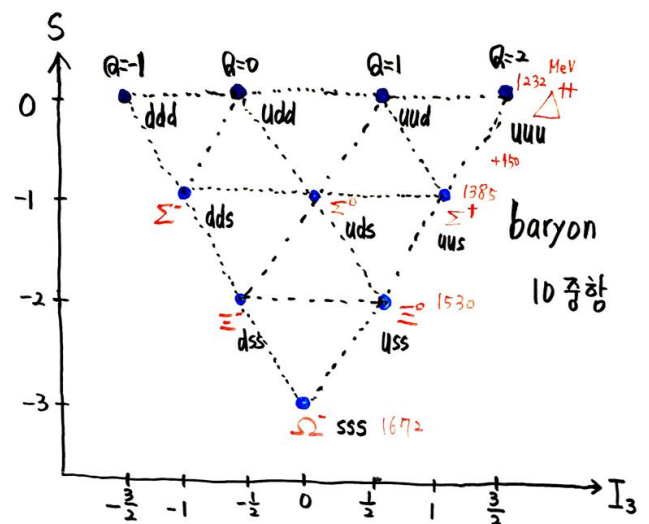 S
Q=-1 Q=0 Q=1 Q=2
MeV
0 1232 Δ++
ddd udd uud uuu
+150
-1 1385
Σ- dds Σ0 uds Σ+ uus
baryon
10중항
-2 Ξ- Ξ0 1530
dss uss
-3
Ω- sss 1672
-3/2 -1 -1/2 0 1/2 1 3/2 I3